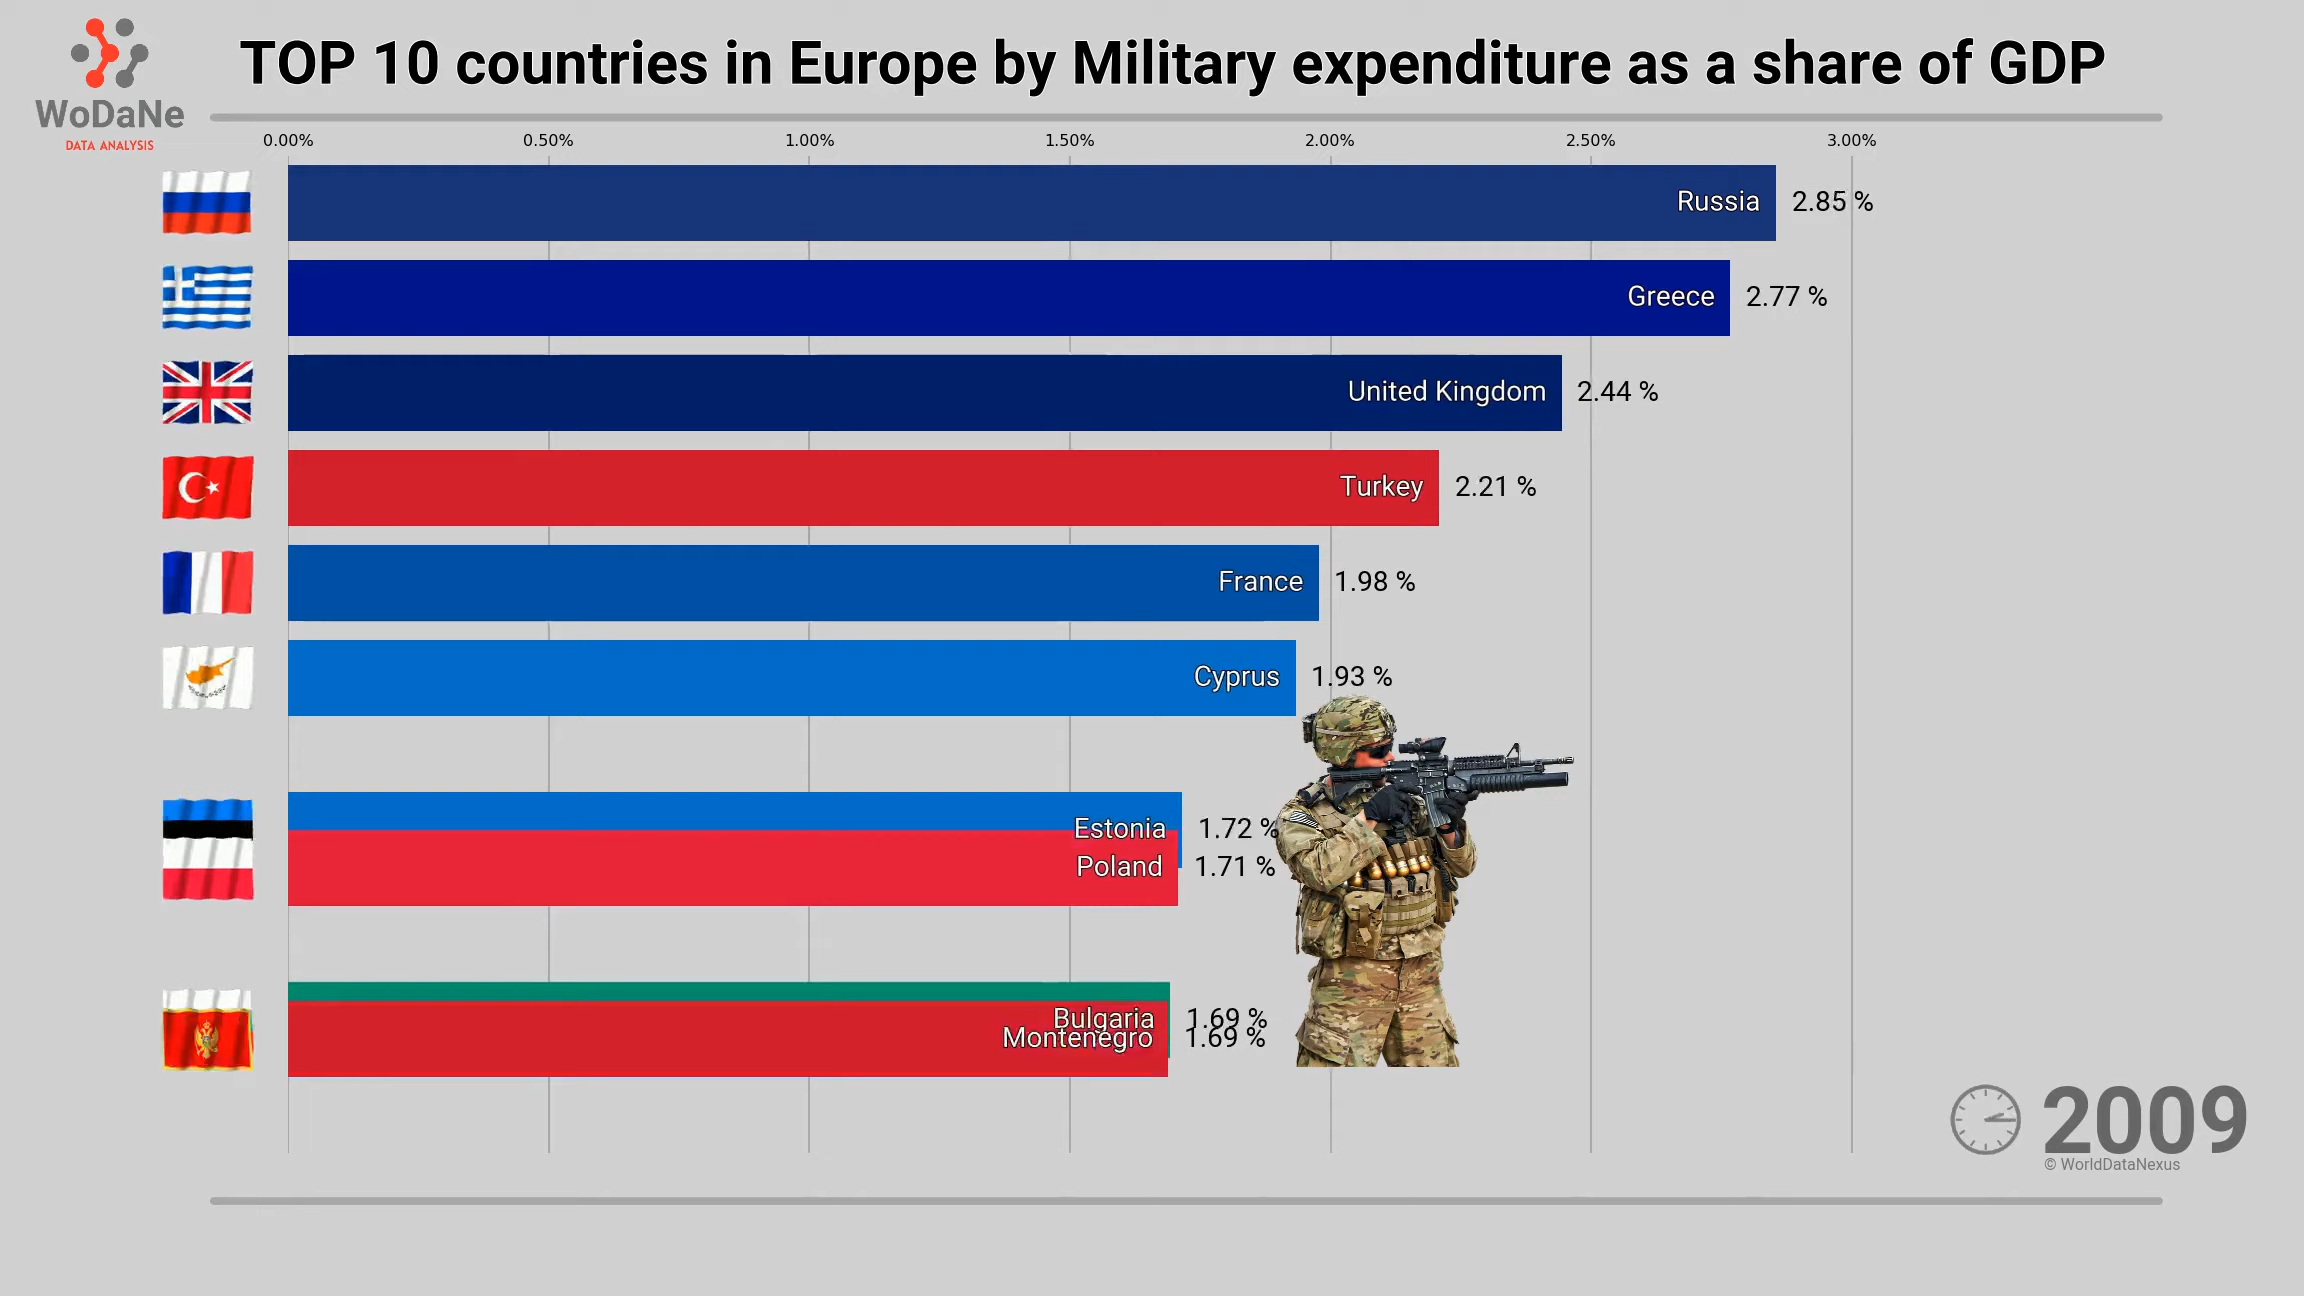 TOP 10 countries in Europe by Military expenditure as a share of GDP
WoDaNe
DATA ANALYSIS
0.00% 0.50% 1.00% 1.50% 2.00% 2.50% 3.00%
Russia 2.85 %
Greece 2.77 %
United Kingdom 2.44 %
Turkey 2.21 %
France 1.98 %
Cyprus 1.93 %
Estonia 1.72 %
Poland 1.71 %
Bulgaria 1.69 %
Montenegro 1.69 %
2009
© WorldDataNexus